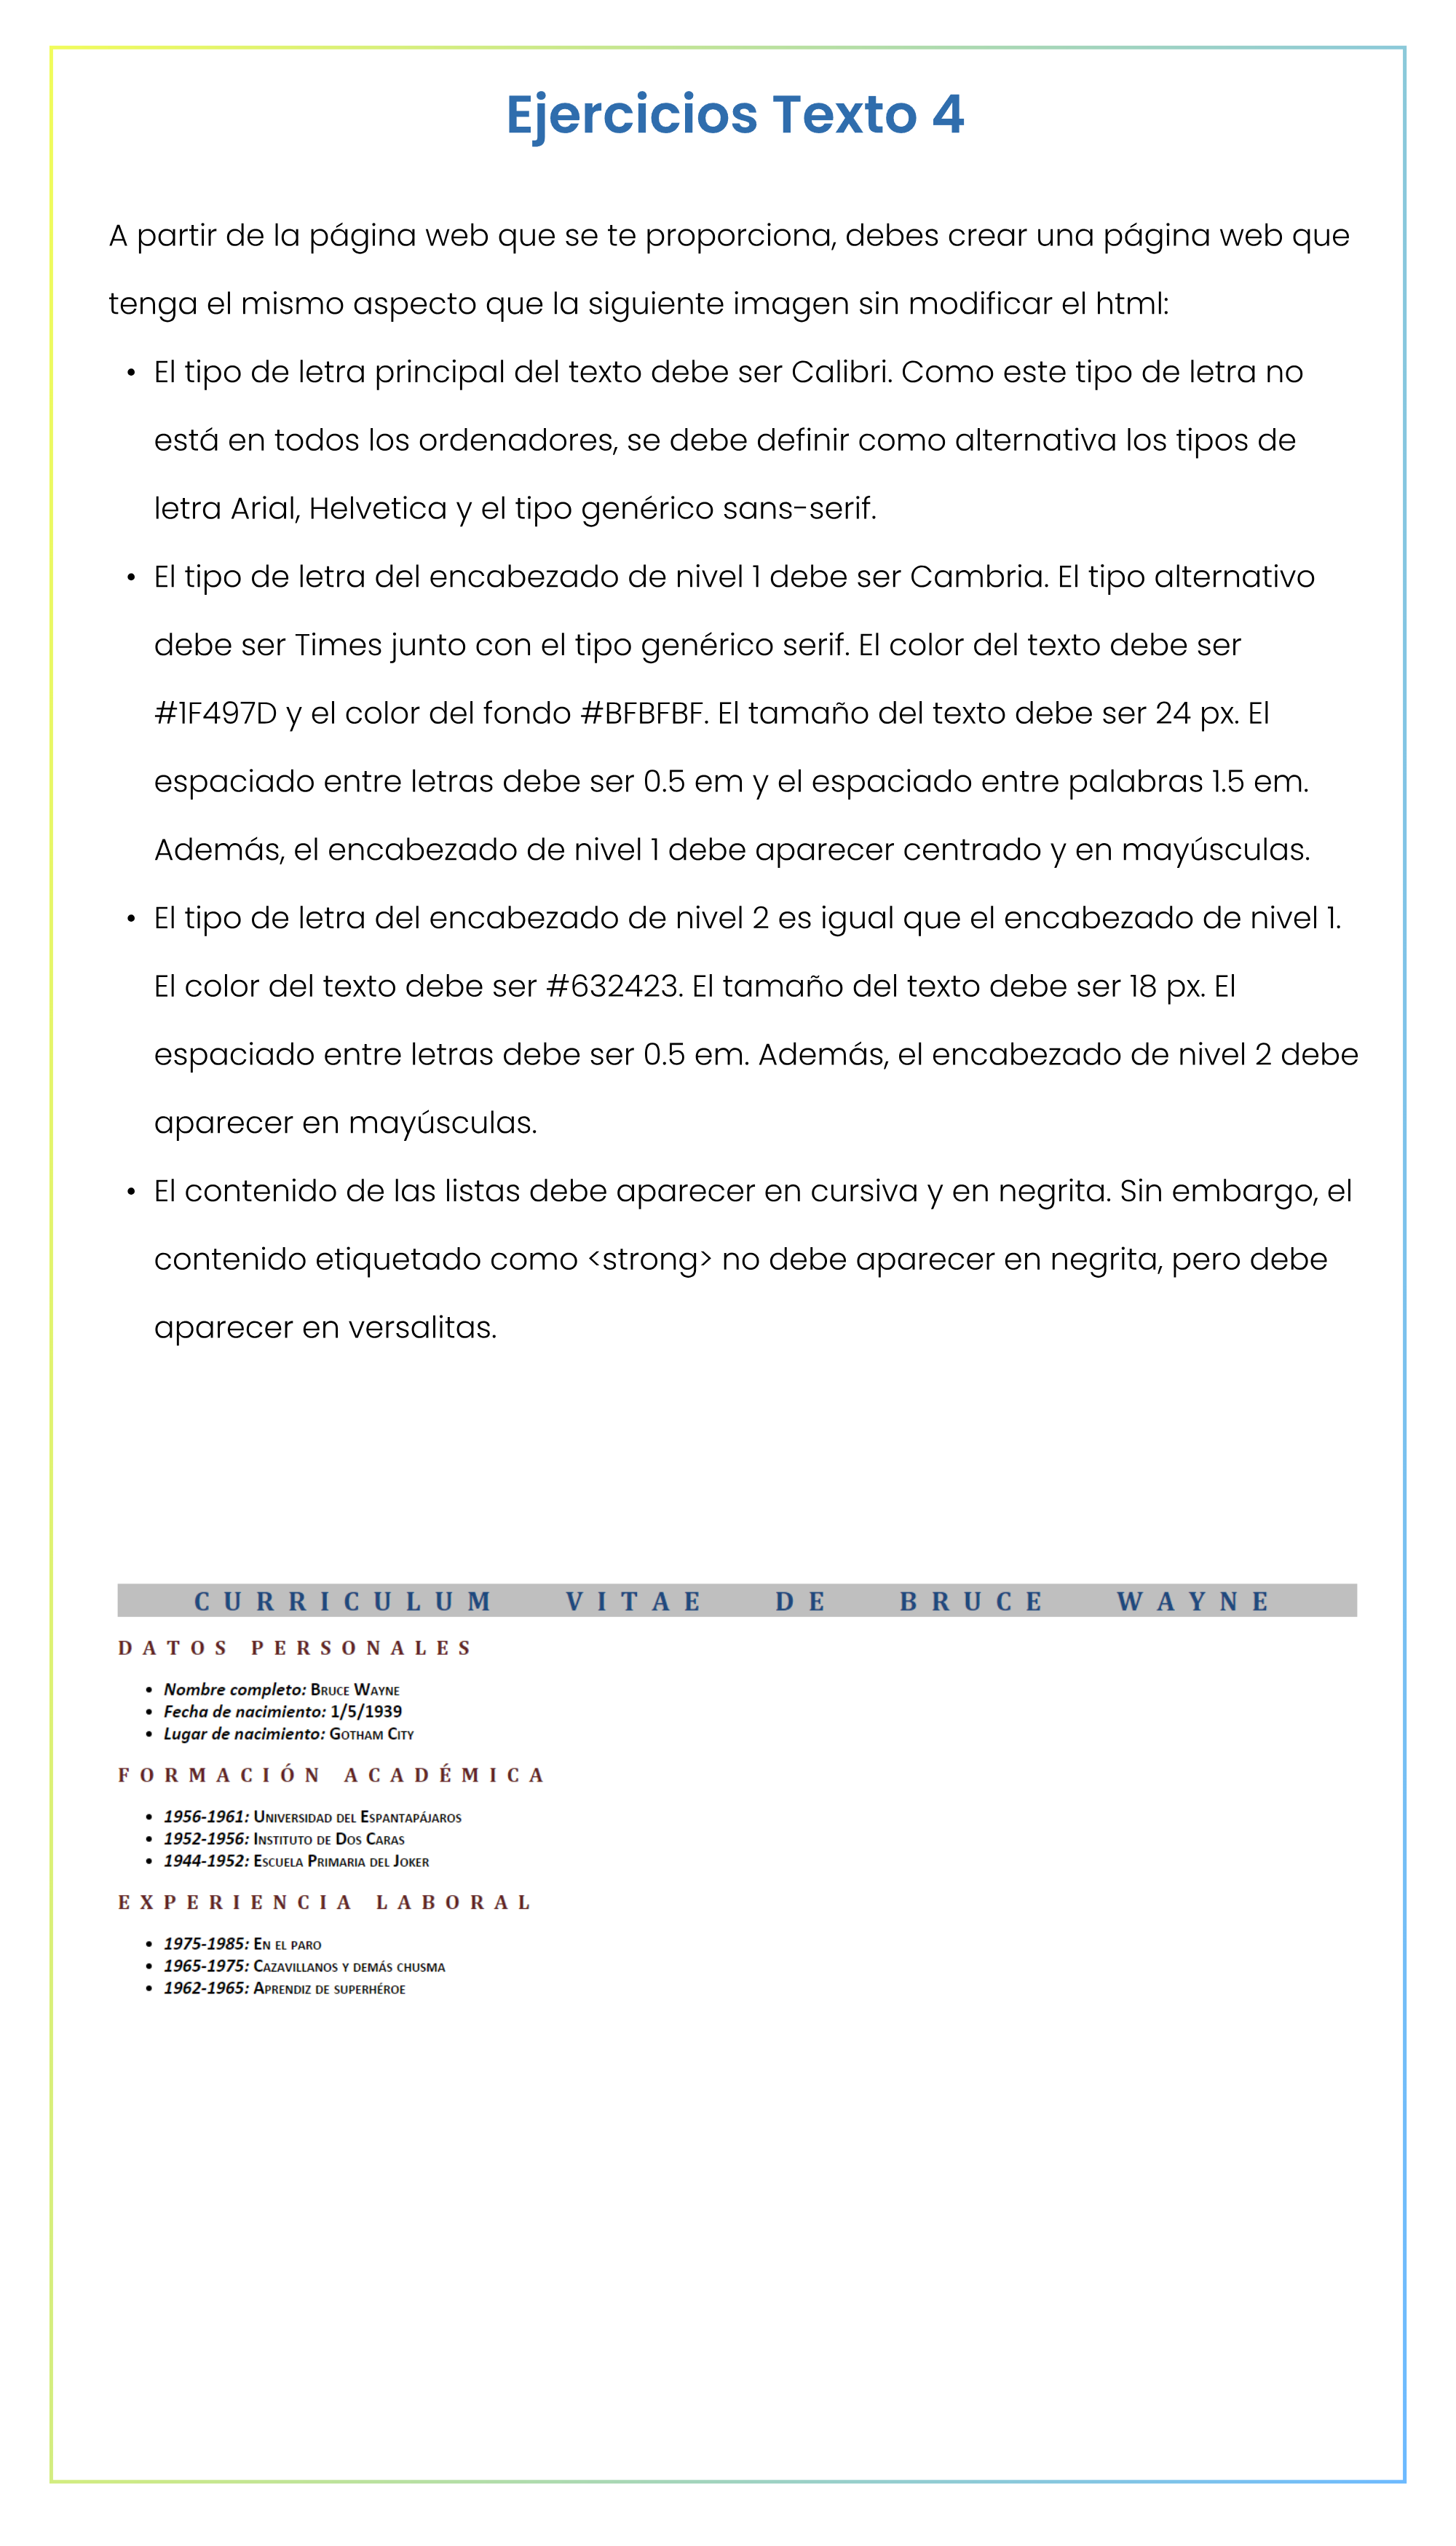 Ejercicios Texto 4
A partir de la página web que se te proporciona, debes crear una página web que
tenga el mismo aspecto que la siguiente imagen sin modificar el html:
• El tipo de letra principal del texto debe ser Calibri. Como este tipo de letra no
está en todos los ordenadores, se debe definir como alternativa los tipos de
letra Arial, Helvetica y el tipo genérico sans-serif.
• El tipo de letra del encabezado de nivel 1 debe ser Cambria. El tipo alternativo
debe ser Times junto con el tipo genérico serif. El color del texto debe ser
#1F497D y el color del fondo #BFBFBF. El tamaño del texto debe ser 24 px. El
espaciado entre letras debe ser 0.5 em y el espaciado entre palabras 1.5 em.
Además, el encabezado de nivel 1 debe aparecer centrado y en mayúsculas.
• El tipo de letra del encabezado de nivel 2 es igual que el encabezado de nivel 1.
El color del texto debe ser #632423. El tamaño del texto debe ser 18 px. El
espaciado entre letras debe ser 0.5 em. Además, el encabezado de nivel 2 debe
aparecer en mayúsculas.
• El contenido de las listas debe aparecer en cursiva y en negrita. Sin embargo, el
contenido etiquetado como <strong> no debe aparecer en negrita, pero debe
aparecer en versalitas.
CURRICULUM VITAE DE BRUCE WAYNE
DATOS PERSONALES
• Nombre completo: Bruce Wayne
• Fecha de nacimiento: 1/5/1939
• Lugar de nacimiento: Gotham City
FORMACIÓN ACADÉMICA
• 1956-1961: Universidad del Espantapájaros
• 1952-1956: Instituto de Dos Caras
• 1944-1952: Escuela Primaria del Joker
EXPERIENCIA LABORAL
• 1975-1985: En el paro
• 1965-1975: Cazavillanos y demás chusma
• 1962-1965: Aprendiz de superhéroe